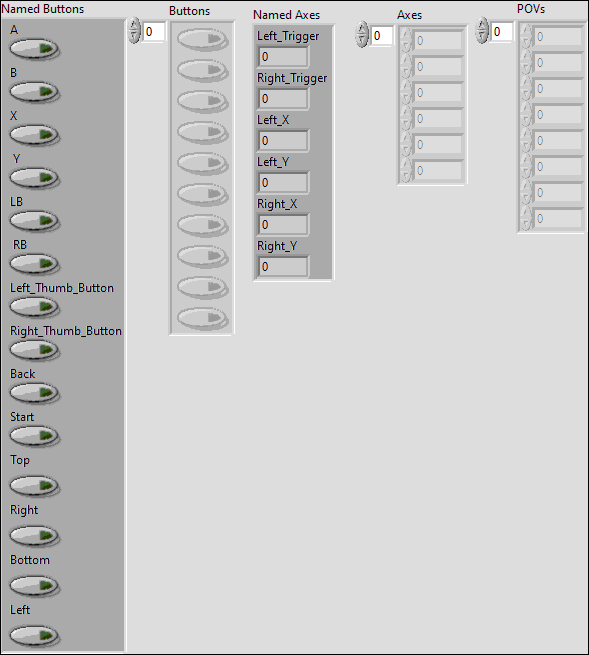 Named Buttons
A
B
X
Y
LB
RB
Left_Thumb_Button
Right_Thumb_Button
Back
Start
Top
Right
Bottom
Left
0
Buttons
Named Axes
Left_Trigger
0
Right_Trigger
0
Left_X
0
Left_Y
0
Right_X
0
Right_Y
0
0
Axes
0
0
0
0
0
0
0
POVs
0
0
0
0
0
0
0
0